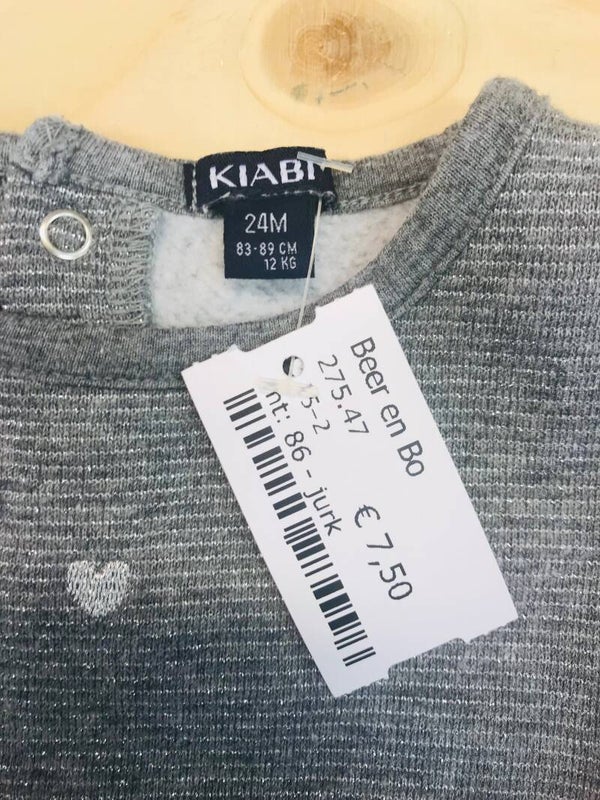 KIABI
24M
83-89 CM
12 KG
Beer en Bo
275.47 € 7,50
5-2
nt: 86 - jurk